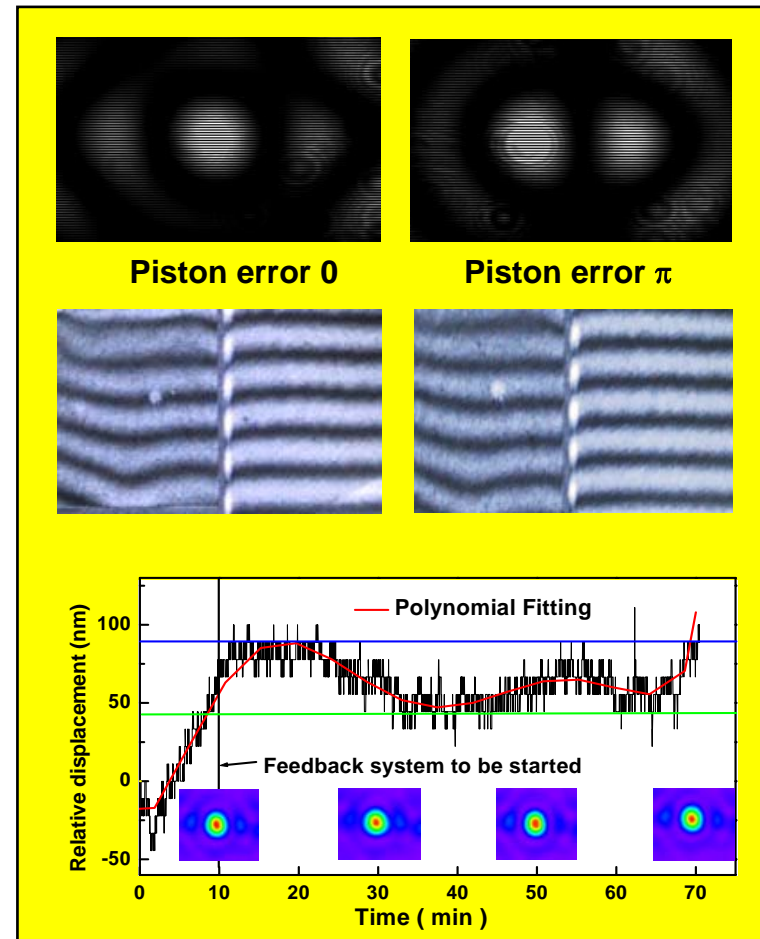 Piston error 0
Piston error π
Relative displacement (nm)
100
50
0
-50
Polynomial Fitting
Feedback system to be started
0 10 20 30 40 50 60 70
Time ( min )